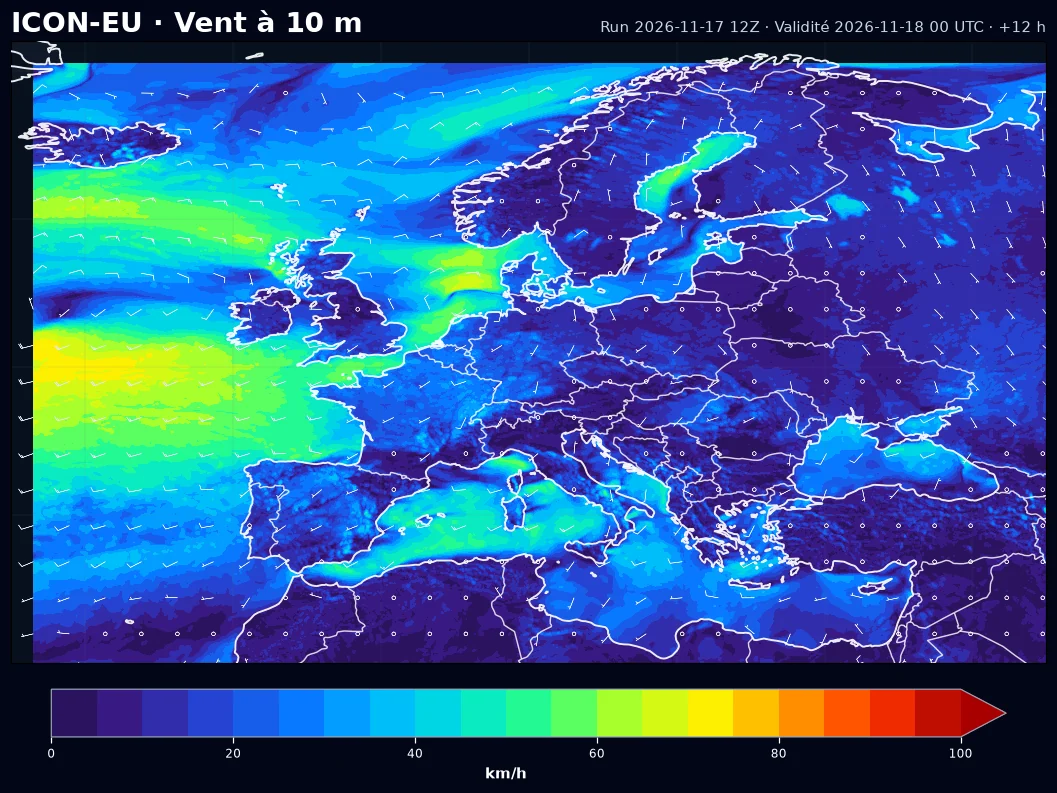 ICON-EU · Vent à 10 m
Run 2026-11-17 12Z · Validité 2026-11-18 00 UTC · +12 h
0 20 40 60 80 100
km/h